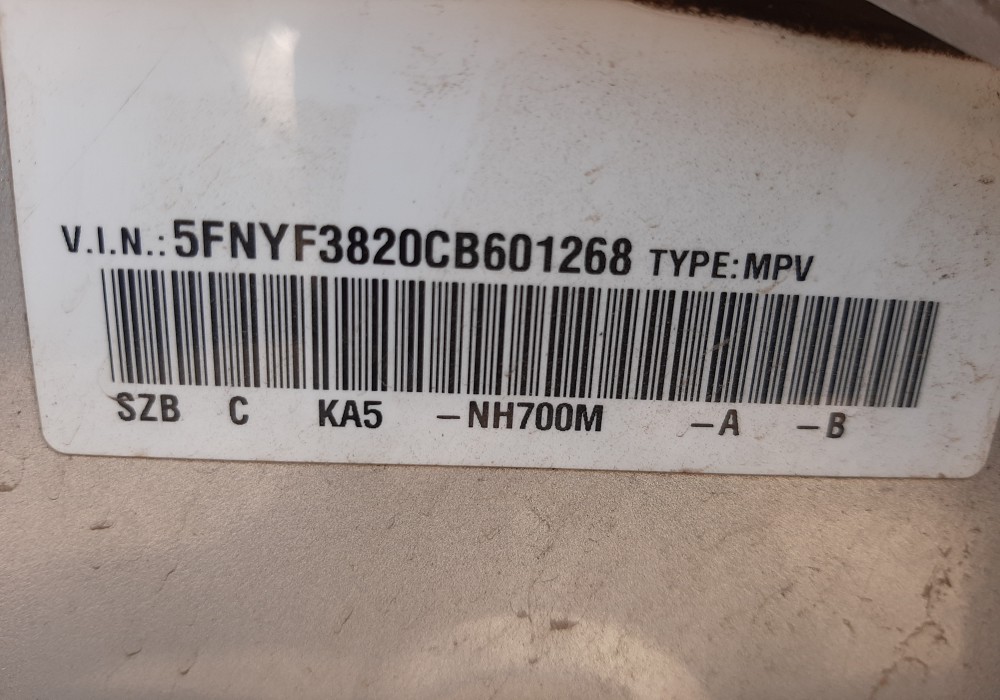 V.I.N.: 5FNYF3820CB601268 TYPE: MPV
SZB C KA5 -NH700M -A -B